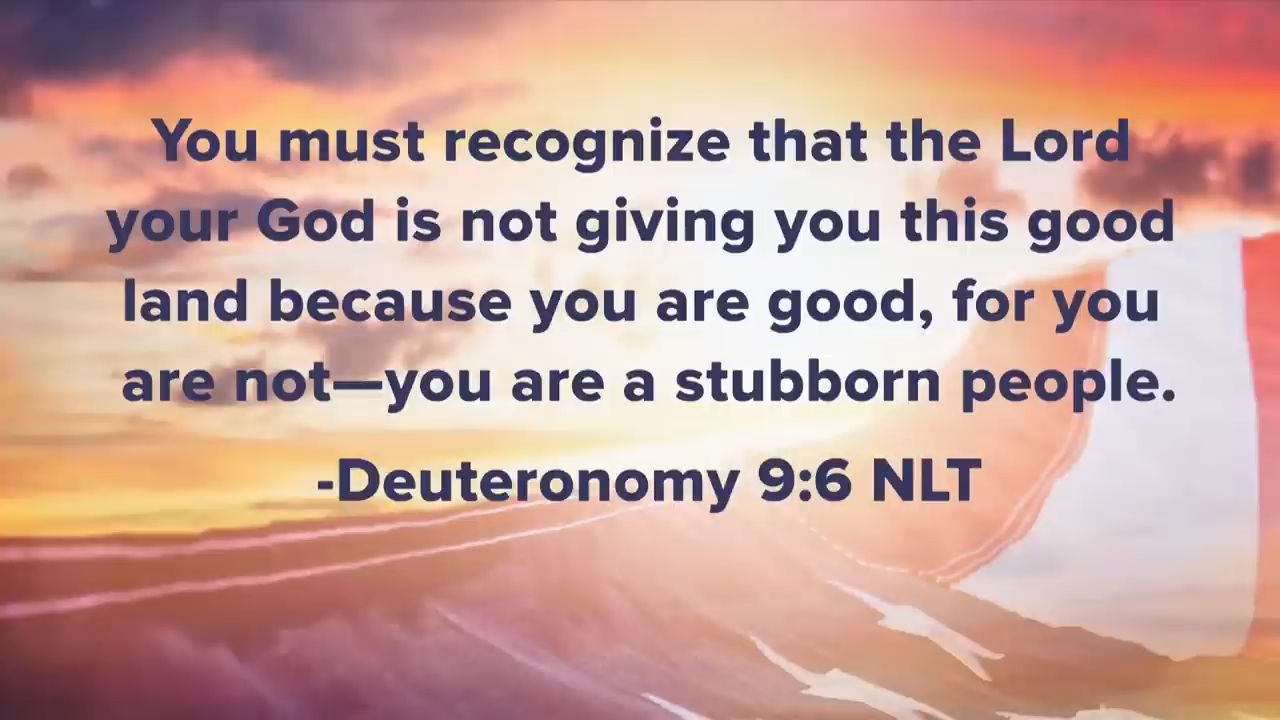 You must recognize that the Lord
your God is not giving you this good
land because you are good, for you
are not—you are a stubborn people.
-Deuteronomy 9:6 NLT